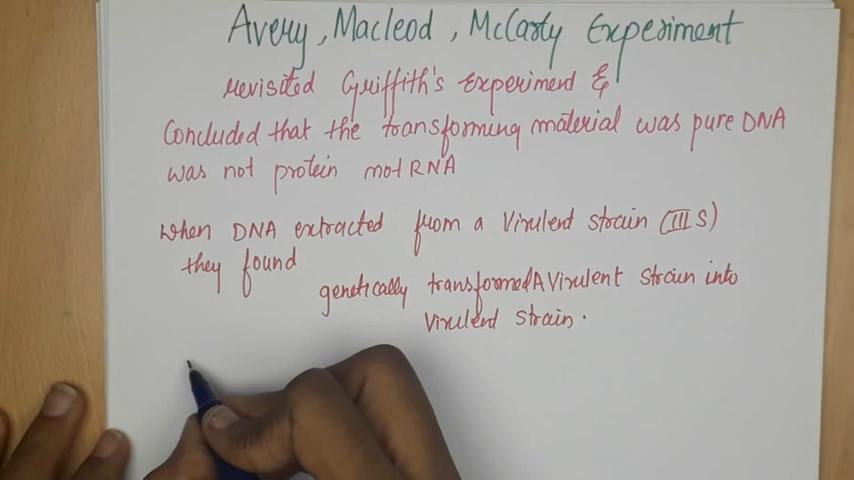 Avery, Macleod, McCarty Experiment
revisited Griffith's Experiment &
Concluded that the transforming material was pure DNA
was not protein not RNA
when DNA extracted from a Virulent strain (III S)
they found
genetically transformed AVirulent strain into
Virulent strain.